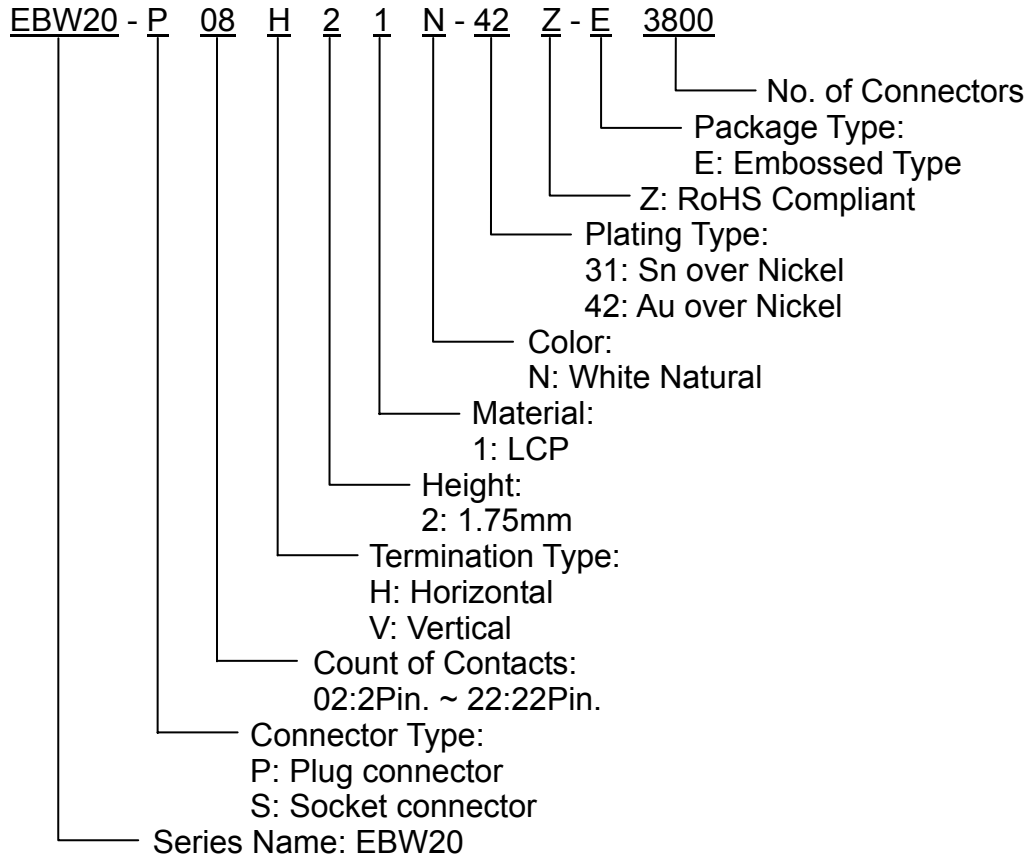 EBW20 - P 08 H 2 1 N - 42 Z - E 3800
No. of Connectors
Package Type:
E: Embossed Type
Z: RoHS Compliant
Plating Type:
31: Sn over Nickel
42: Au over Nickel
Color:
N: White Natural
Material:
1: LCP
Height:
2: 1.75mm
Termination Type:
H: Horizontal
V: Vertical
Count of Contacts:
02:2Pin. ~ 22:22Pin.
Connector Type:
P: Plug connector
S: Socket connector
Series Name: EBW20